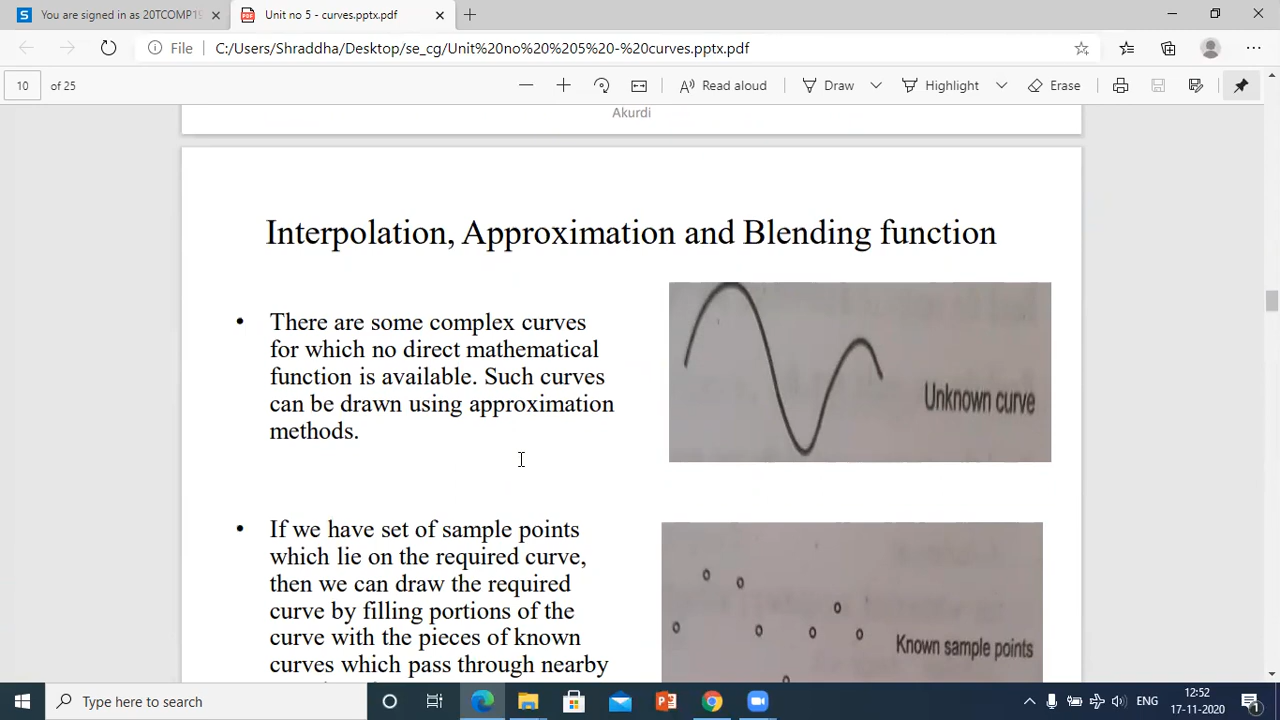 You are signed in as 20TCOMP19
Unit no 5 - curves.pptx.pdf
File
C:/Users/Shraddha/Desktop/se_cg/Unit%20no%20%205%20-%20curves.pptx.pdf
10 of 25
Read aloud
Draw
Highlight
Erase
Akurdi
Interpolation, Approximation and Blending function
• There are some complex curves
for which no direct mathematical
function is available. Such curves
can be drawn using approximation
methods.
Unknown curve
• If we have set of sample points
which lie on the required curve,
then we can draw the required
curve by filling portions of the
curve with the pieces of known
curves which pass through nearby
Known sample points
Type here to search
ENG
12:52
17-11-2020
1